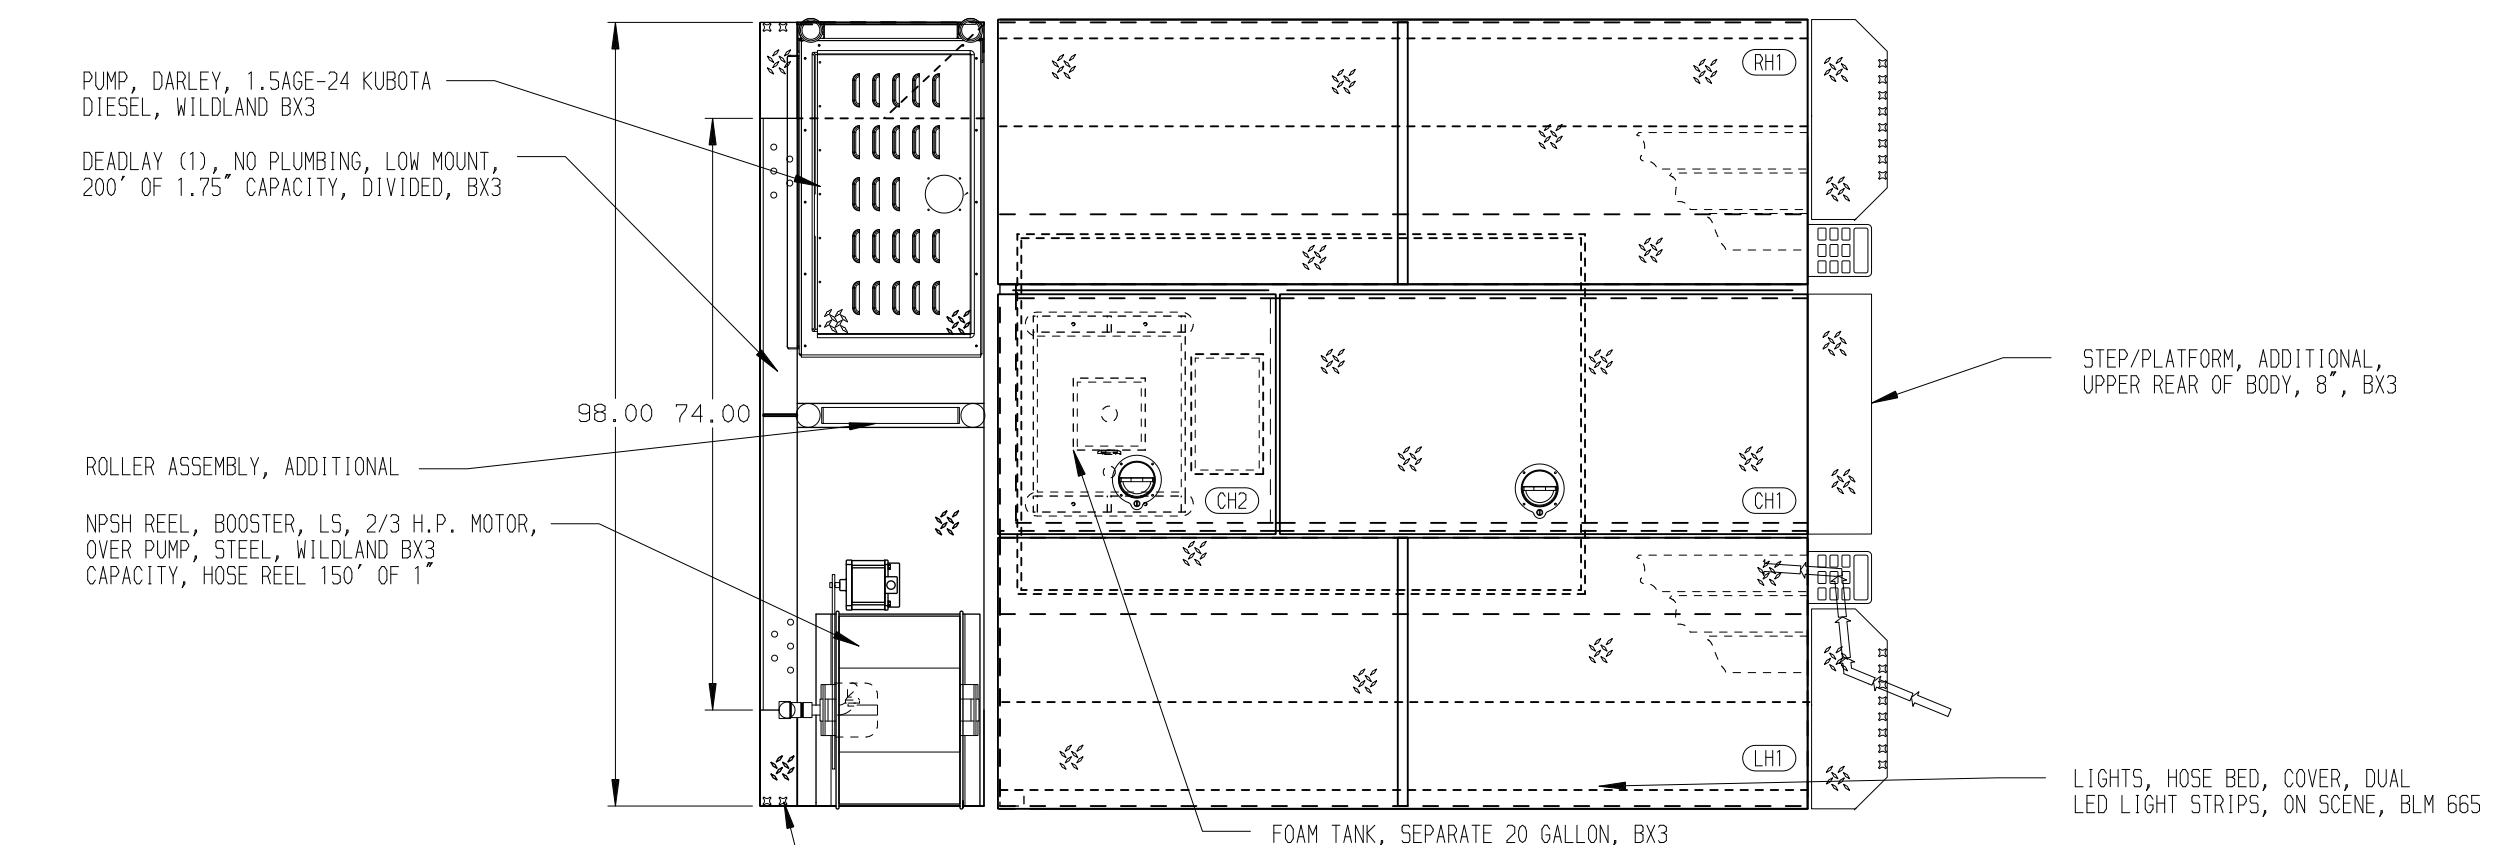 PUMP, DARLEY, 1.5AGE-24 KUBOTA
DIESEL, WILDLAND BX3
DEADLAY (1), NO PLUMBING, LOW MOUNT,
200' OF 1.75" CAPACITY, DIVIDED, BX3
98.00
74.00
ROLLER ASSEMBLY, ADDITIONAL
NPSH REEL, BOOSTER, LS, 2/3 H.P. MOTOR,
OVER PUMP, STEEL, WILDLAND BX3
CAPACITY, HOSE REEL 150' OF 1"
RH1
CH2
CH1
LH1
STEP/PLATFORM, ADDITIONAL,
UPPER REAR OF BODY, 8", BX3
LIGHTS, HOSE BED, COVER, DUAL
LED LIGHT STRIPS, ON SCENE, BLM 665
FOAM TANK, SEPARATE 20 GALLON, BX3